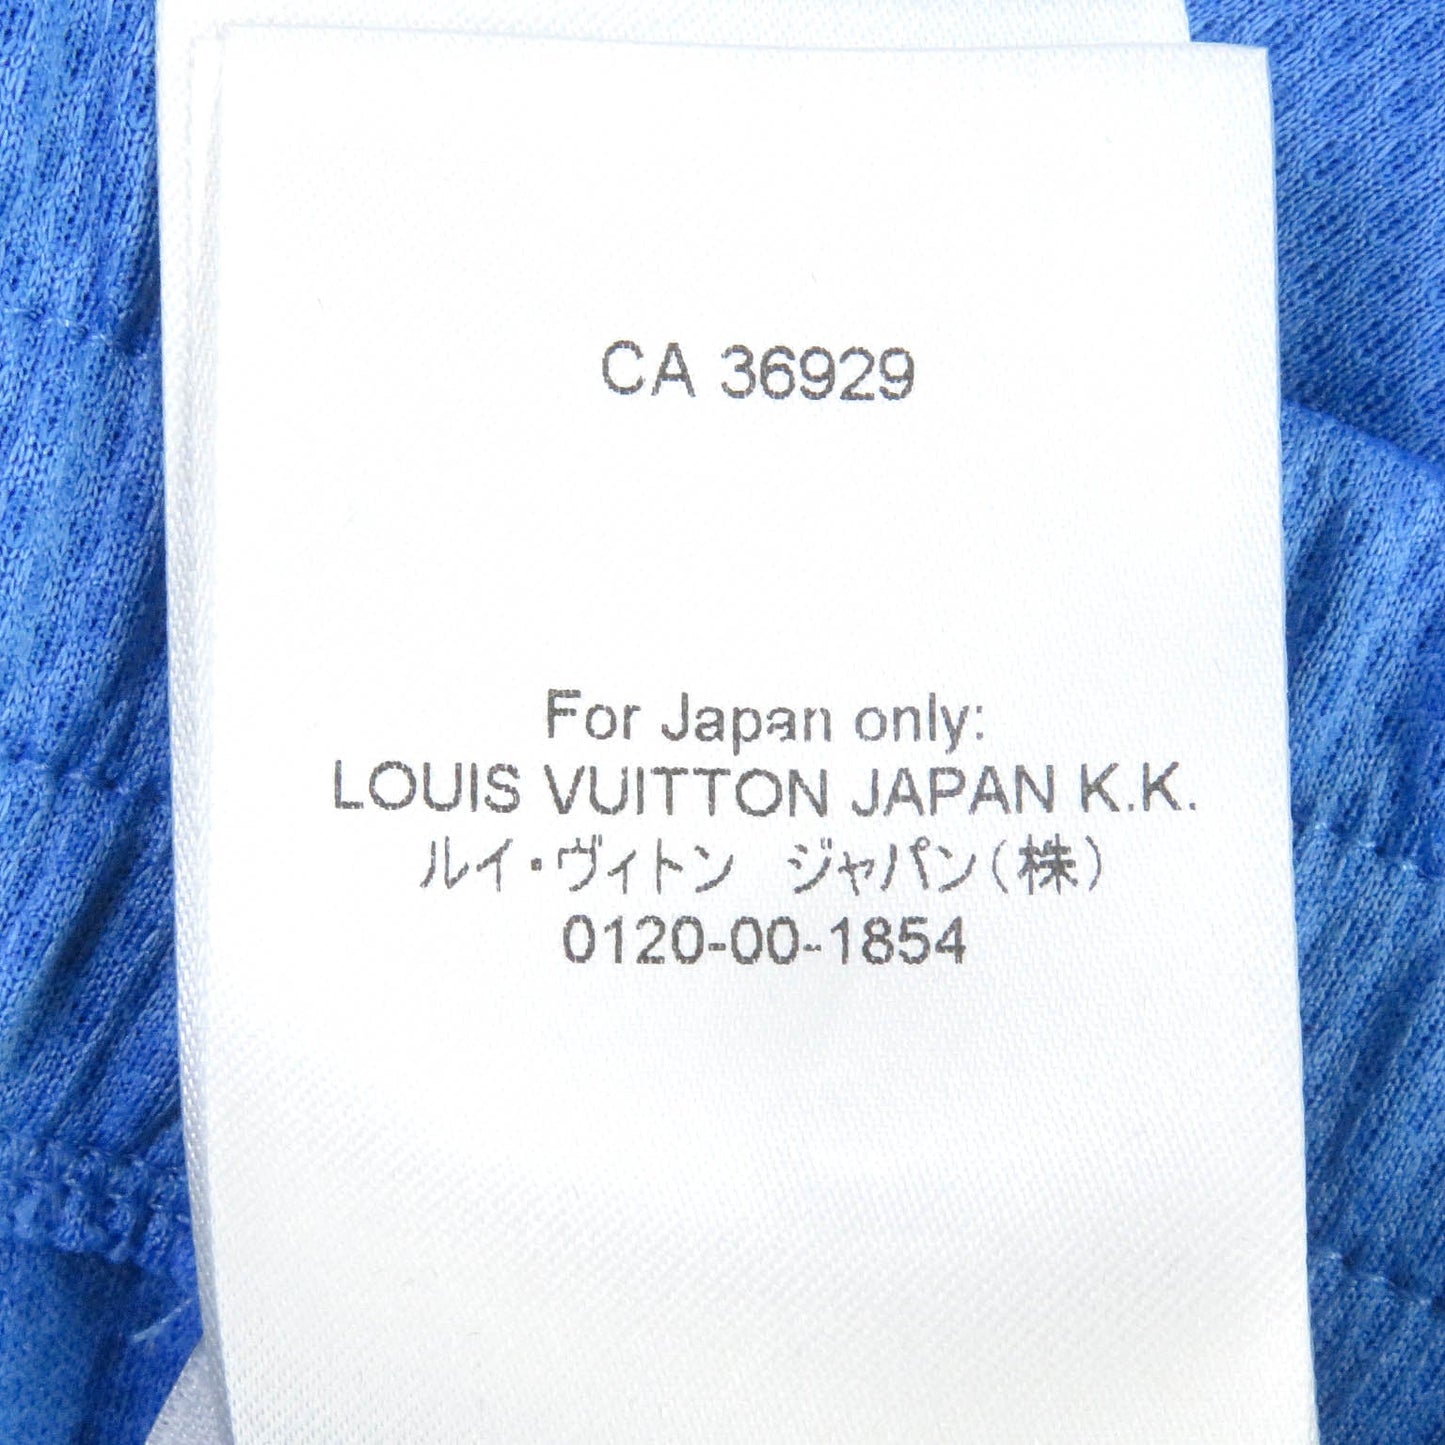 CA 36929
For Japan only:
LOUIS VUITTON JAPAN K.K.
ルイ・ヴィトン　ジャパン(株)
0120-00-1854